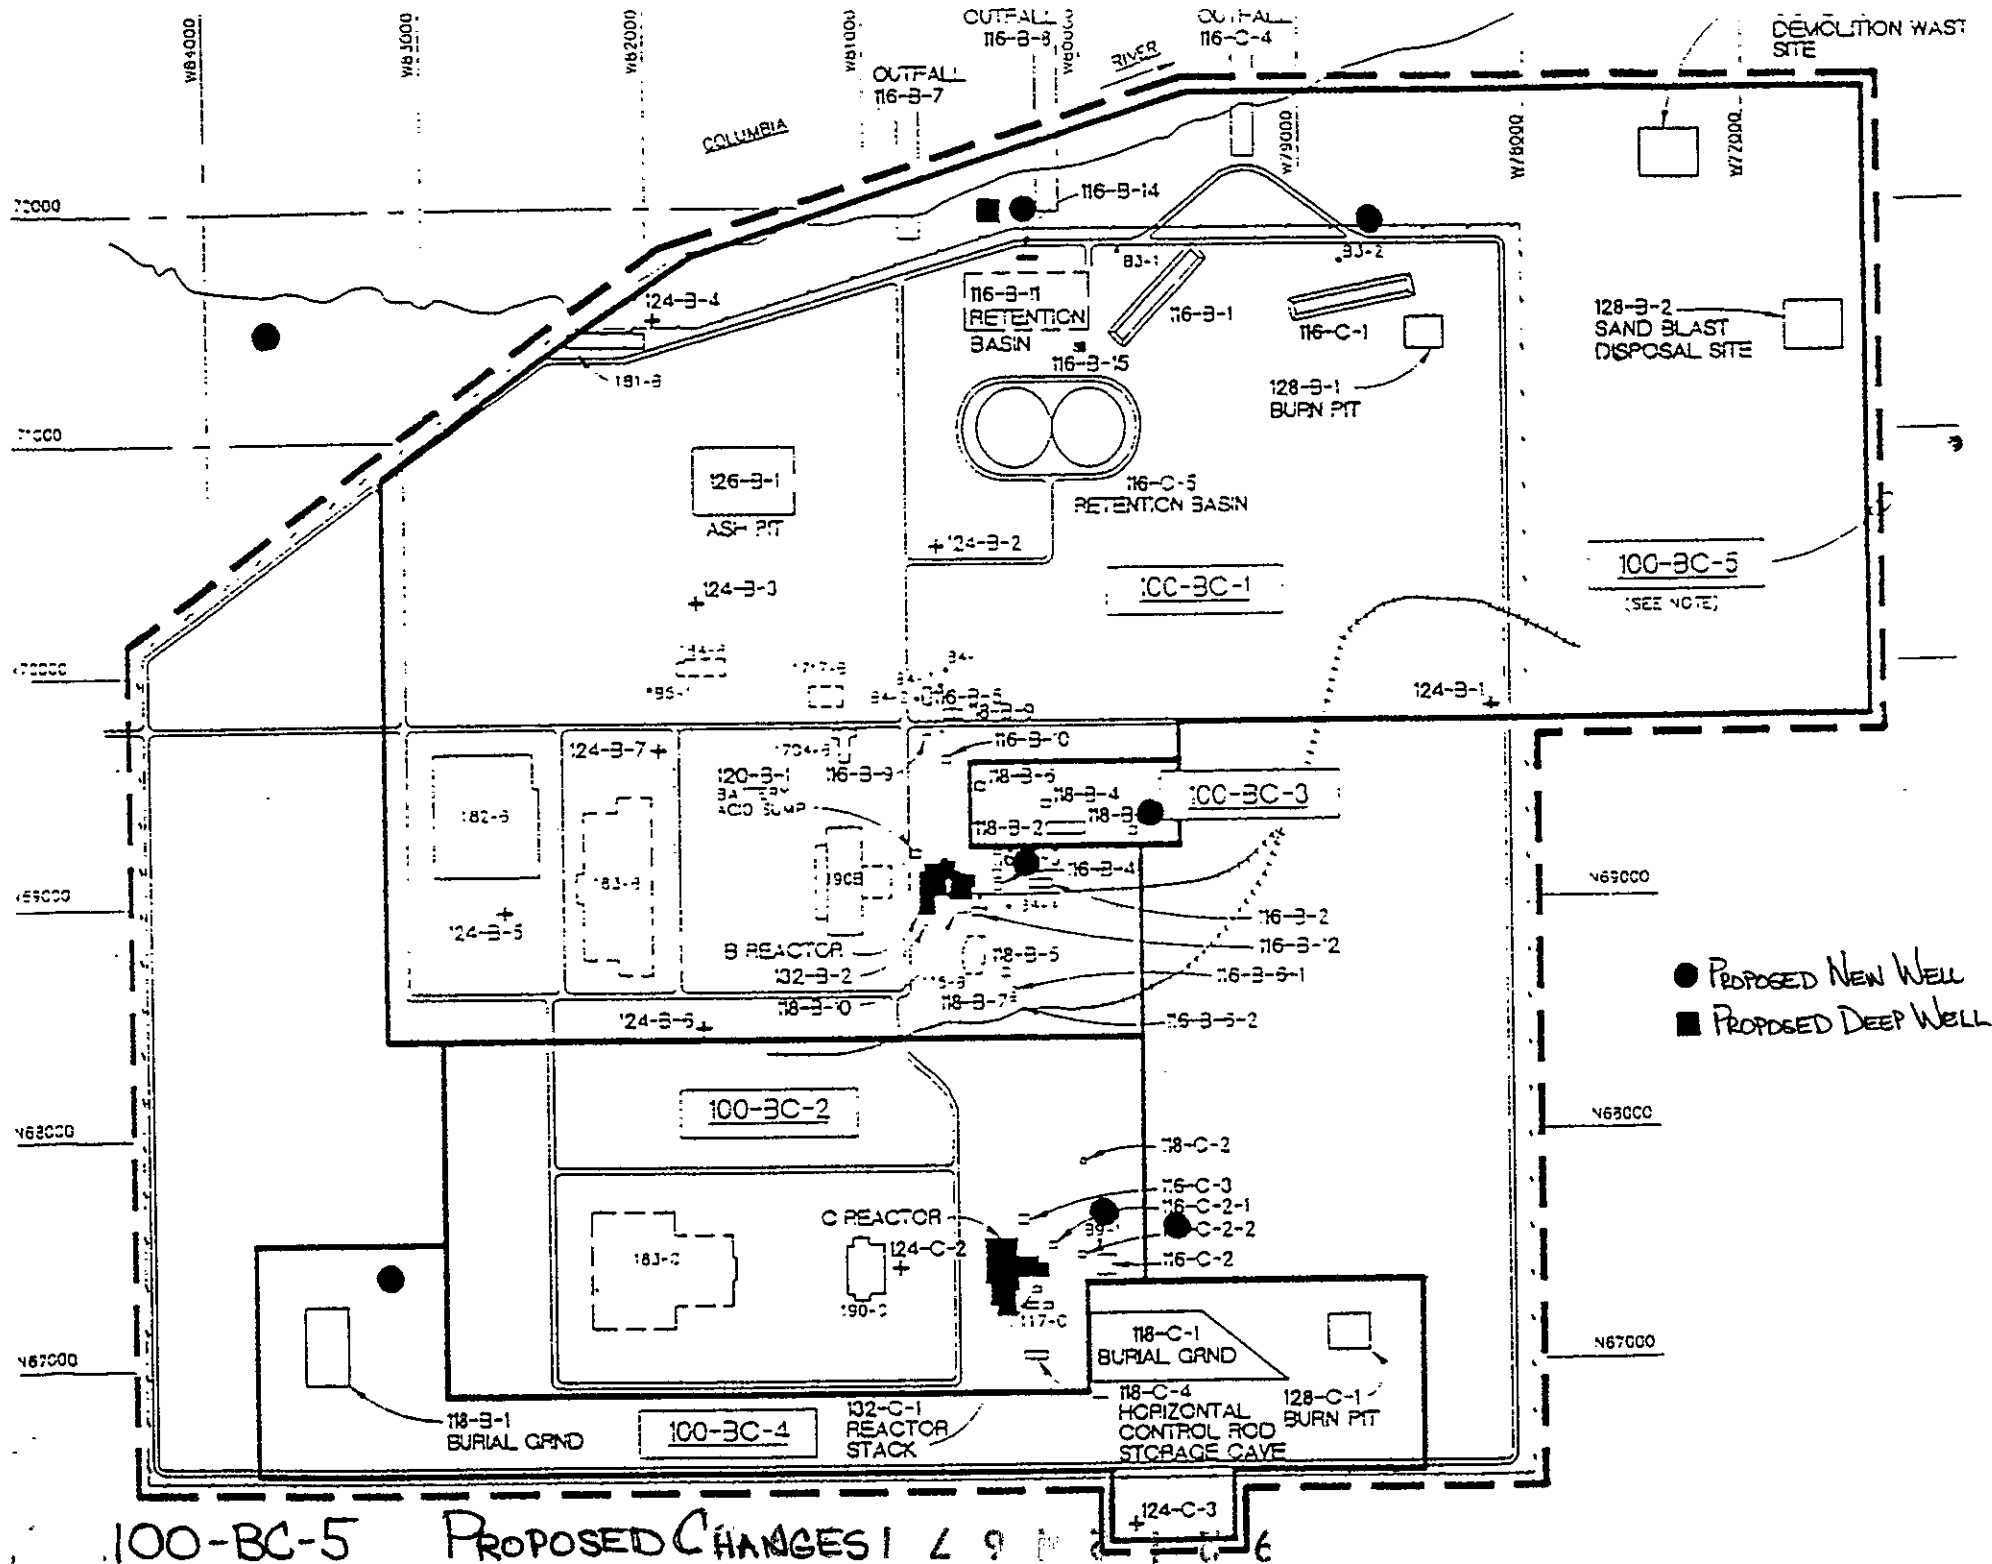 W84000
W83000
W82000
W81000
OUTFALL
116-B-7
OUTFALL
116-B-8
W80000
RIVER
OUTFALL
116-C-4
COLUMBIA
W79000
W78000
W77000
DEMOLITION WAST
SITE
72000
116-B-14
B3-1
B3-2
124-B-4
116-B-11
RETENTION
BASIN
116-B-1
116-C-1
128-B-2
SAND BLAST
DISPOSAL SITE
181-B
116-B-15
128-B-1
BURN PIT
71000
126-B-1
ASH PIT
116-C-5
RETENTION BASIN
124-B-2
100-BC-1
100-BC-5
(SEE NOTE)
124-B-3
N70000
1717-B
116-B-5
124-B-1
124-B-7
116-B-10
120-B-1
BATTERY
ACID SUMP
116-B-9
118-B-6
118-B-4
118-B-2
118-B
100-BC-3
182-B
183-B
190B
116-B-4
N69000
N69000
124-B-5
116-B-2
116-B-12
B REACTOR
132-B-2
118-B-5
116-B-6-1
118-B-10
118-B-7
116-B-6-2
124-B-6
PROPOSED NEW WELL
PROPOSED DEEP WELL
100-BC-2
N68000
N68000
118-C-2
116-C-3
116-C-2-1
C-2-2
116-C-2
C REACTOR
124-C-2
183-C
190-C
117-C
118-C-1
BURIAL GRND
N67000
N67000
118-B-1
BURIAL GRND
100-BC-4
132-C-1
REACTOR
STACK
118-C-4
HORIZONTAL
CONTROL ROD
STORAGE CAVE
128-C-1
BURN PIT
124-C-3
100-BC-5 PROPOSED CHANGES